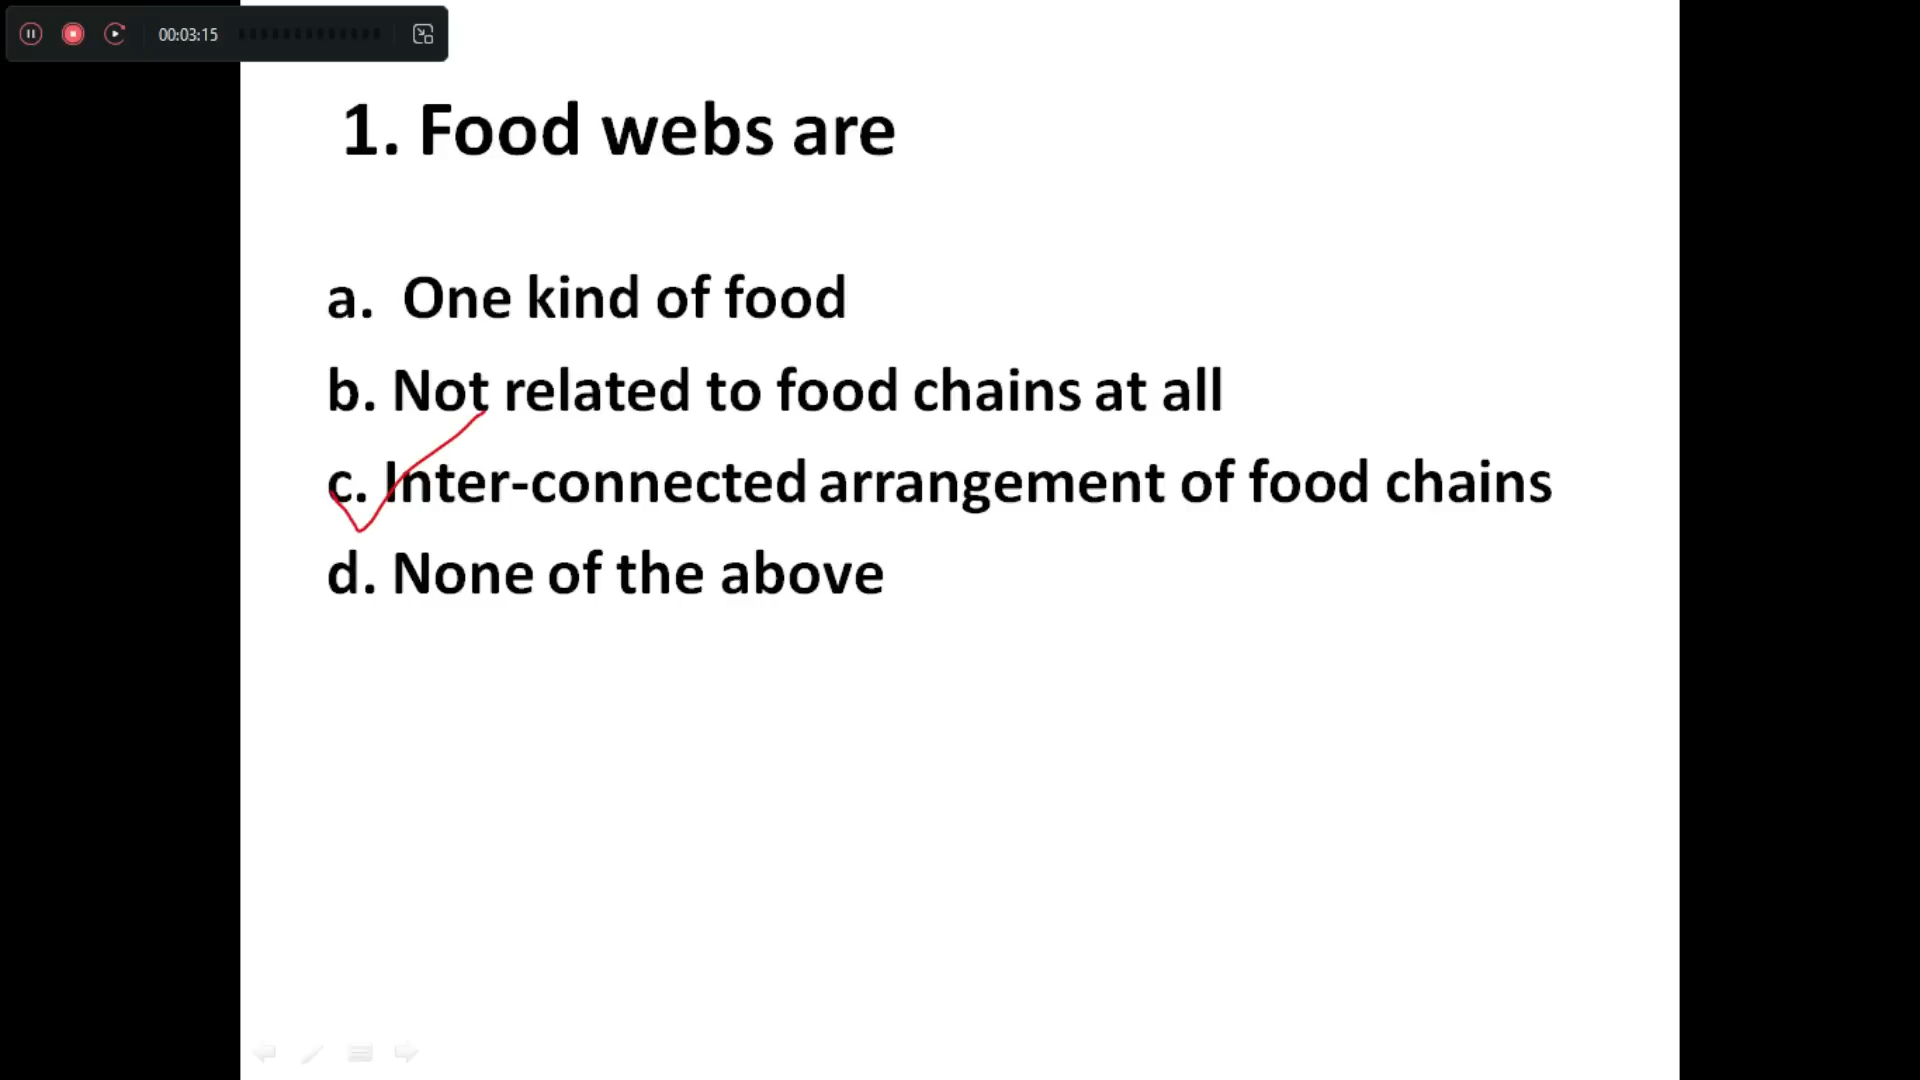 00:03:15
1. Food webs are
a. One kind of food
b. Not related to food chains at all
c. Inter-connected arrangement of food chains
d. None of the above